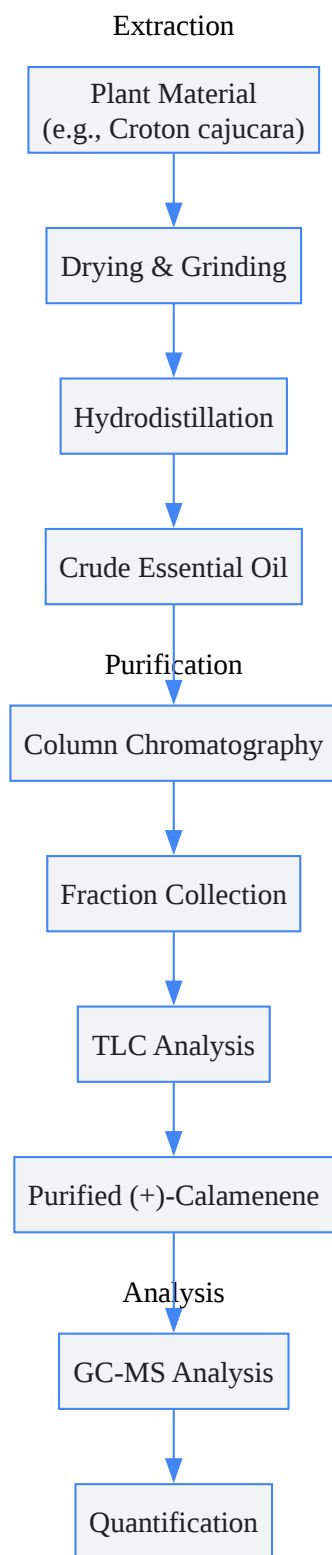 Extraction
Plant Material
(e.g., Croton cajucara)
Drying & Grinding
Hydrodistillation
Crude Essential Oil
Purification
Column Chromatography
Fraction Collection
TLC Analysis
Purified (+)-Calamenene
Analysis
GC-MS Analysis
Quantification